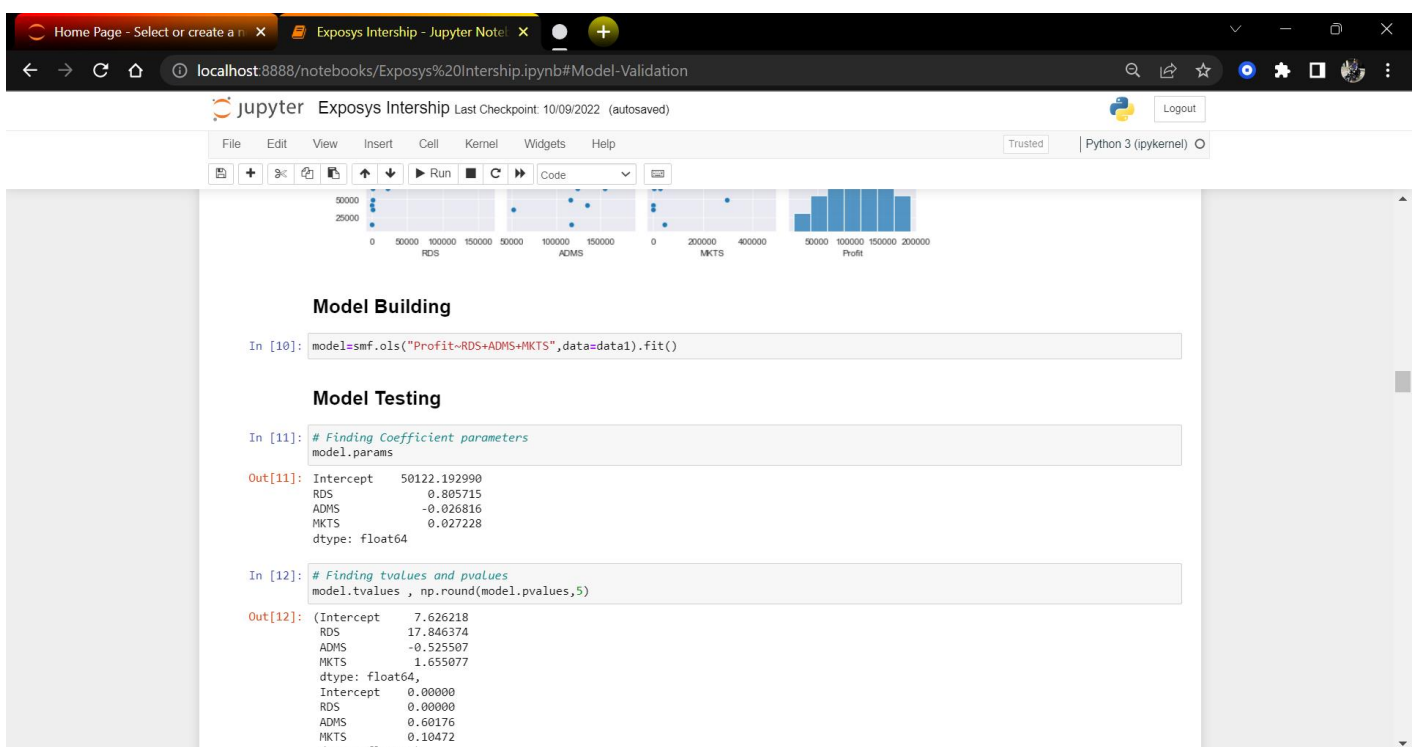 Home Page - Select or create a n
Exposys Intership - Jupyter Note
localhost:8888/notebooks/Exposys%20Intership.ipynb#Model-Validation
jupyter Exposys Intership Last Checkpoint: 10/09/2022 (autosaved)
Logout
File Edit View Insert Cell Kernel Widgets Help
Trusted
Python 3 (ipykernel)
Run
Code
50000
25000
0 50000 100000 150000 50000 100000 150000 0 200000 400000 50000 100000 150000 200000
RDS ADMS MKTS Profit
Model Building
In [10]: model=smf.ols("Profit~RDS+ADMS+MKTS",data=data1).fit()
Model Testing
In [11]: # Finding Coefficient parameters
model.params
Out[11]: Intercept 50122.192990
RDS 0.805715
ADMS -0.026816
MKTS 0.027228
dtype: float64
In [12]: # Finding tvalues and pvalues
model.tvalues , np.round(model.pvalues,5)
Out[12]: (Intercept 7.626218
RDS 17.846374
ADMS -0.525507
MKTS 1.655077
dtype: float64,
Intercept 0.00000
RDS 0.00000
ADMS 0.60176
MKTS 0.10472